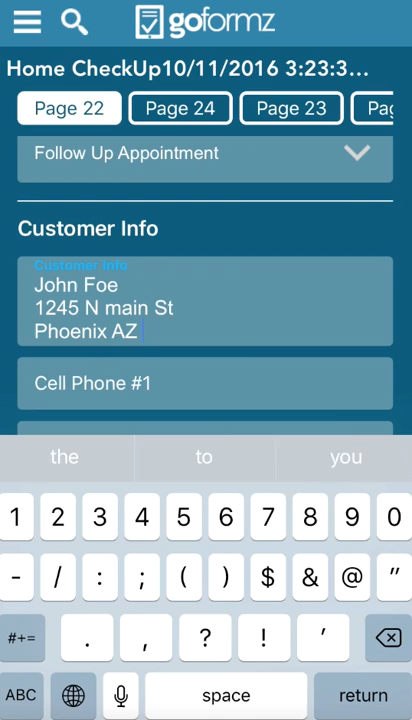 goformz
Home CheckUp10/11/2016 3:23:3...
Page 22 Page 24 Page 23 Pag
Follow Up Appointment
Customer Info
Customer Info
John Foe
1245 N main St
Phoenix AZ
Cell Phone #1
the to you
1 2 3 4 5 6 7 8 9 0
- / : ; ( ) $ & @ "
#+= . , ? ! '
ABC space return